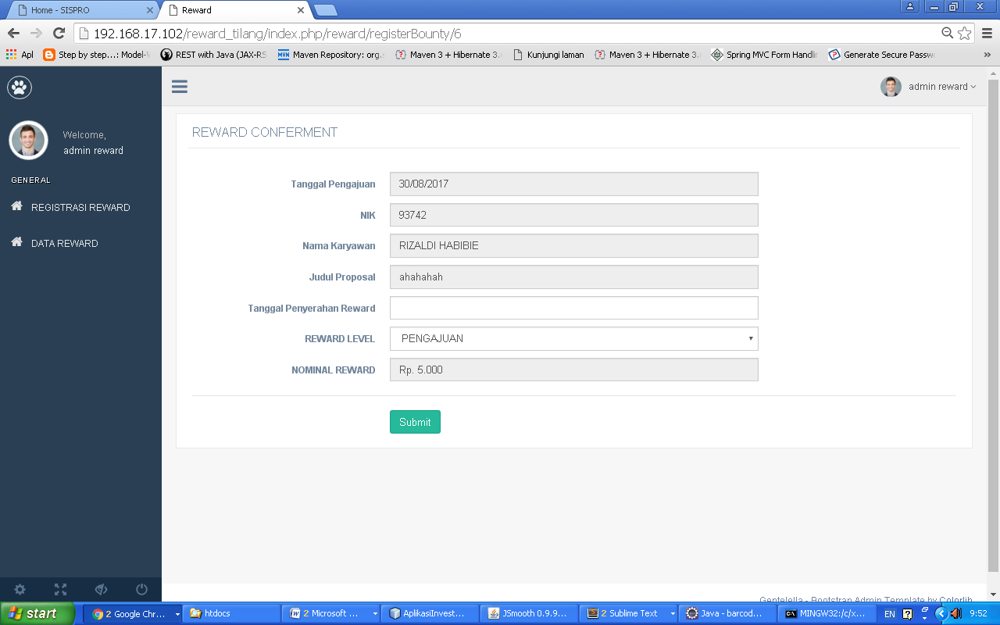 Home - SISPRO
Reward
192.168.17.102/reward_tilang/index.php/reward/registerBounty/6
Apl
Step by step...: Model-
REST with Java (JAX-RS
Maven Repository: org.
Maven 3 + Hibernate 3.
Kunjungi laman
Maven 3 + Hibernate 3.
Spring MVC Form Handli
Generate Secure Passw
»
admin reward
Welcome,
admin reward
GENERAL
REGISTRASI REWARD
DATA REWARD
REWARD CONFERMENT
Tanggal Pengajuan 30/08/2017
NIK 93742
Nama Karyawan RIZALDI HABIBIE
Judul Proposal ahahahah
Tanggal Penyerahan Reward
REWARD LEVEL PENGAJUAN
NOMINAL REWARD Rp. 5.000
Submit
Gentelella - Bootstrap Admin Template by Colorlib
start
2 Google Chr...
htdocs
2 Microsoft ...
AplikasiInvest...
JSmooth 0.9.9...
2 Sublime Text
Java - barcod...
MINGW32:/c/x...
EN
9:52